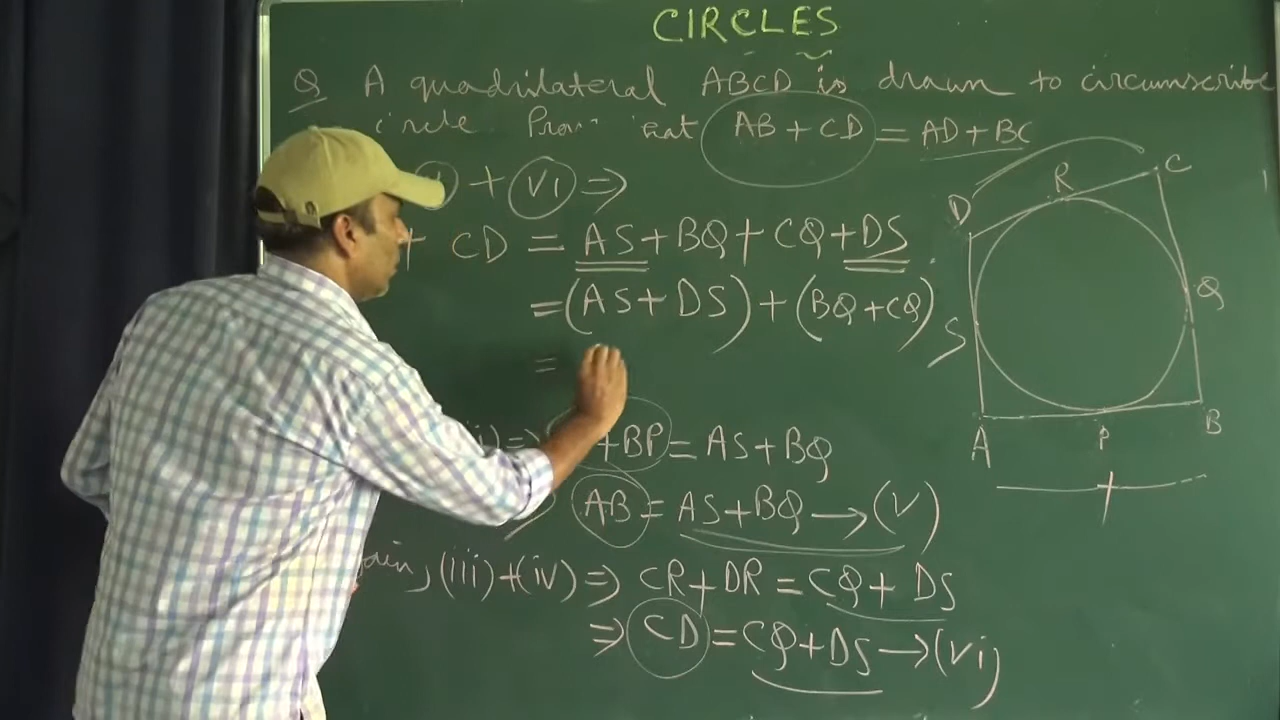 CIRCLES
Q A quadrilateral ABCD is drawn to circumscribe
circle. that AB + CD = AD + BC
+ (vi) ⇒
+ CD = AS + BQ + CQ + DS
= (AS + DS) + (BQ + CQ)
=
+ BP = AS + BQ
AB = AS + BQ → (v)
(iii) + (iv) ⇒ CR + DR = CQ + DS
⇒ CD = CQ + DS → (vi)
D
R
C
S
Q
A
P
B